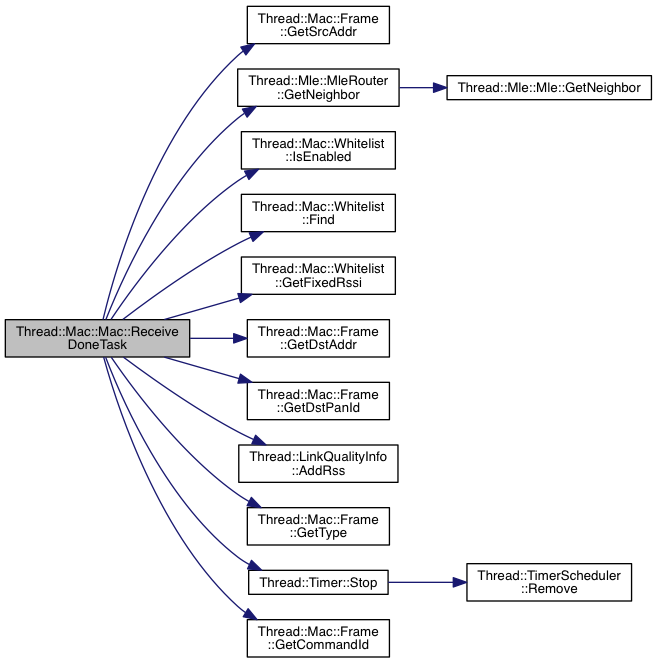 Thread::Mac::Frame
::GetSrcAddr
Thread::Mle::MleRouter
::GetNeighbor
Thread::Mle::Mle::GetNeighbor
Thread::Mac::Whitelist
::IsEnabled
Thread::Mac::Whitelist
::Find
Thread::Mac::Whitelist
::GetFixedRssi
Thread::Mac::Mac::Receive
DoneTask
Thread::Mac::Frame
::GetDstAddr
Thread::Mac::Frame
::GetDstPanId
Thread::LinkQualityInfo
::AddRss
Thread::Mac::Frame
::GetType
Thread::Timer::Stop
Thread::TimerScheduler
::Remove
Thread::Mac::Frame
::GetCommandId